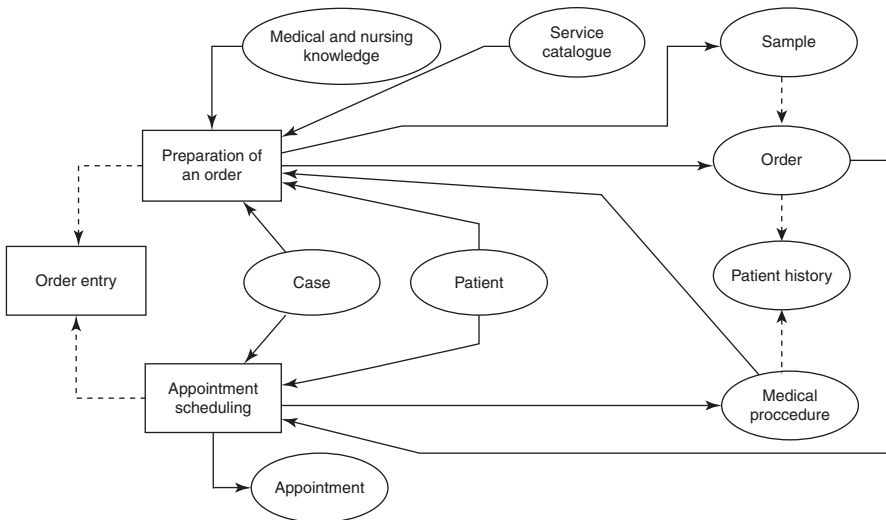 Medical and nursing
knowledge
Service
catalogue
Sample
Preparation of
an order
Order
Order entry
Case
Patient
Patient history
Appointment
scheduling
Medical
proccedure
Appointment